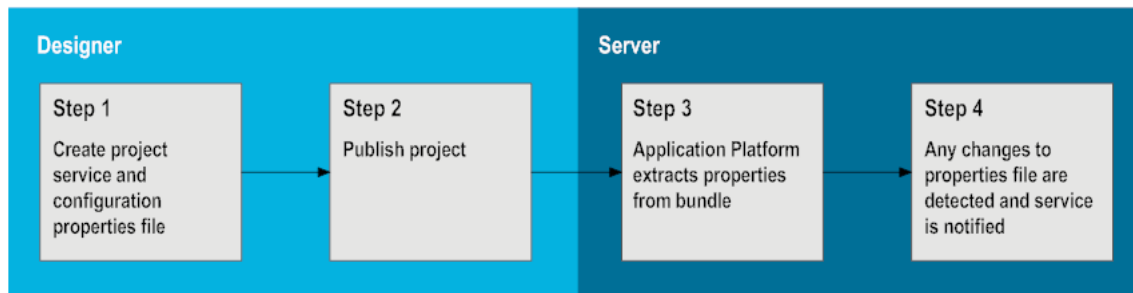 Designer
Server
Step 1
Create project
service and
configuration
properties file
Step 2
Publish project
Step 3
Application Platform
extracts properties
from bundle
Step 4
Any changes to
properties file are
detected and service
is notified